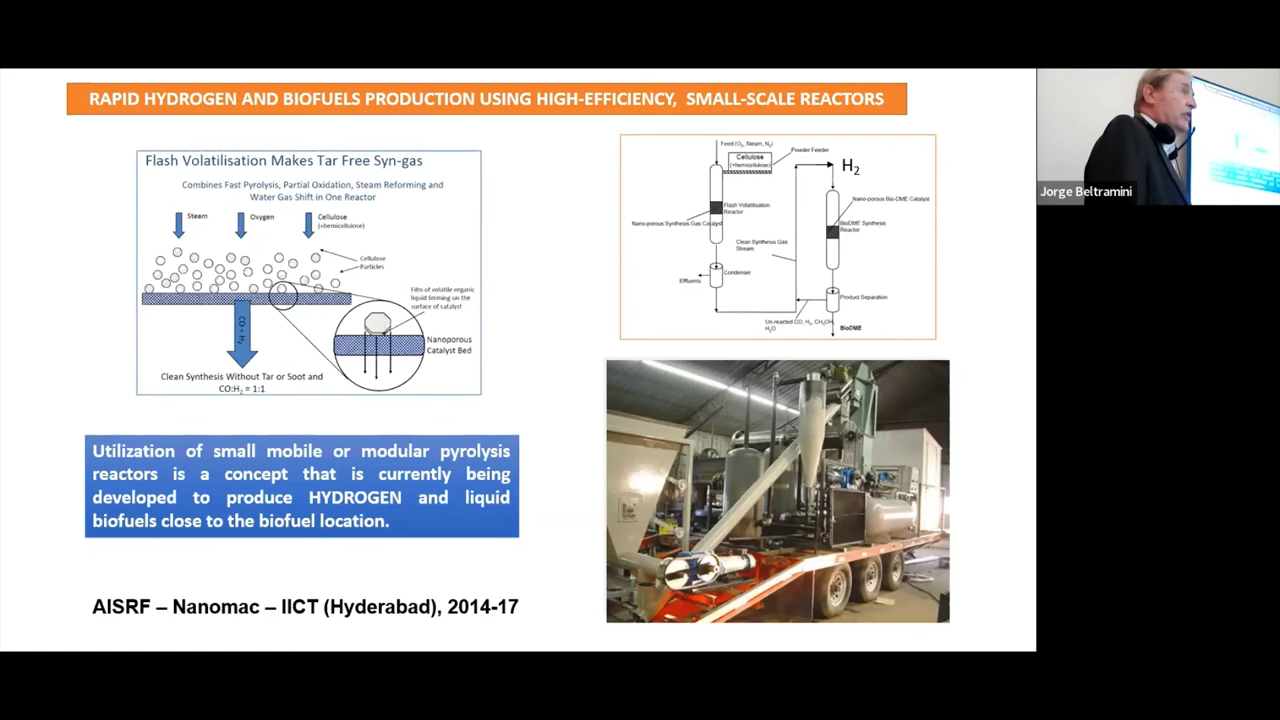 RAPID HYDROGEN AND BIOFUELS PRODUCTION USING HIGH-EFFICIENCY, SMALL-SCALE REACTORS
Flash Volatilisation Makes Tar Free Syn-gas
Combines Fast Pyrolysis, Partial Oxidation, Steam Reforming and
Water Gas Shift in One Reactor
Steam
Oxygen
Cellulose
(+hemicellulose)
Cellulose
Particles
Film of volatile organic
liquid forming on the
surface of catalyst
CO + H₂
Nanoporous
Catalyst Bed
Clean Synthesis Without Tar or Soot and
CO:H₂ = 1:1
Feed (O₂, Steam, N₂)
Cellulose
(+hemicellulose)
Powder Feeder
H₂
Flash Volatilisation
Reactor
Nano-porous Synthesis Gas Catalyst
Nano-porous Bio-DME Catalyst
BioDME Synthesis
Reactor
Clean Synthesis Gas
Stream
Condenser
Effluents
Product Separation
Un-reacted CO, H₂, CH₃OH,
H₂O
BioDME
Utilization of small mobile or modular pyrolysis
reactors is a concept that is currently being
developed to produce HYDROGEN and liquid
biofuels close to the biofuel location.
AISRF – Nanomac – IICT (Hyderabad), 2014-17
Jorge Beltramini